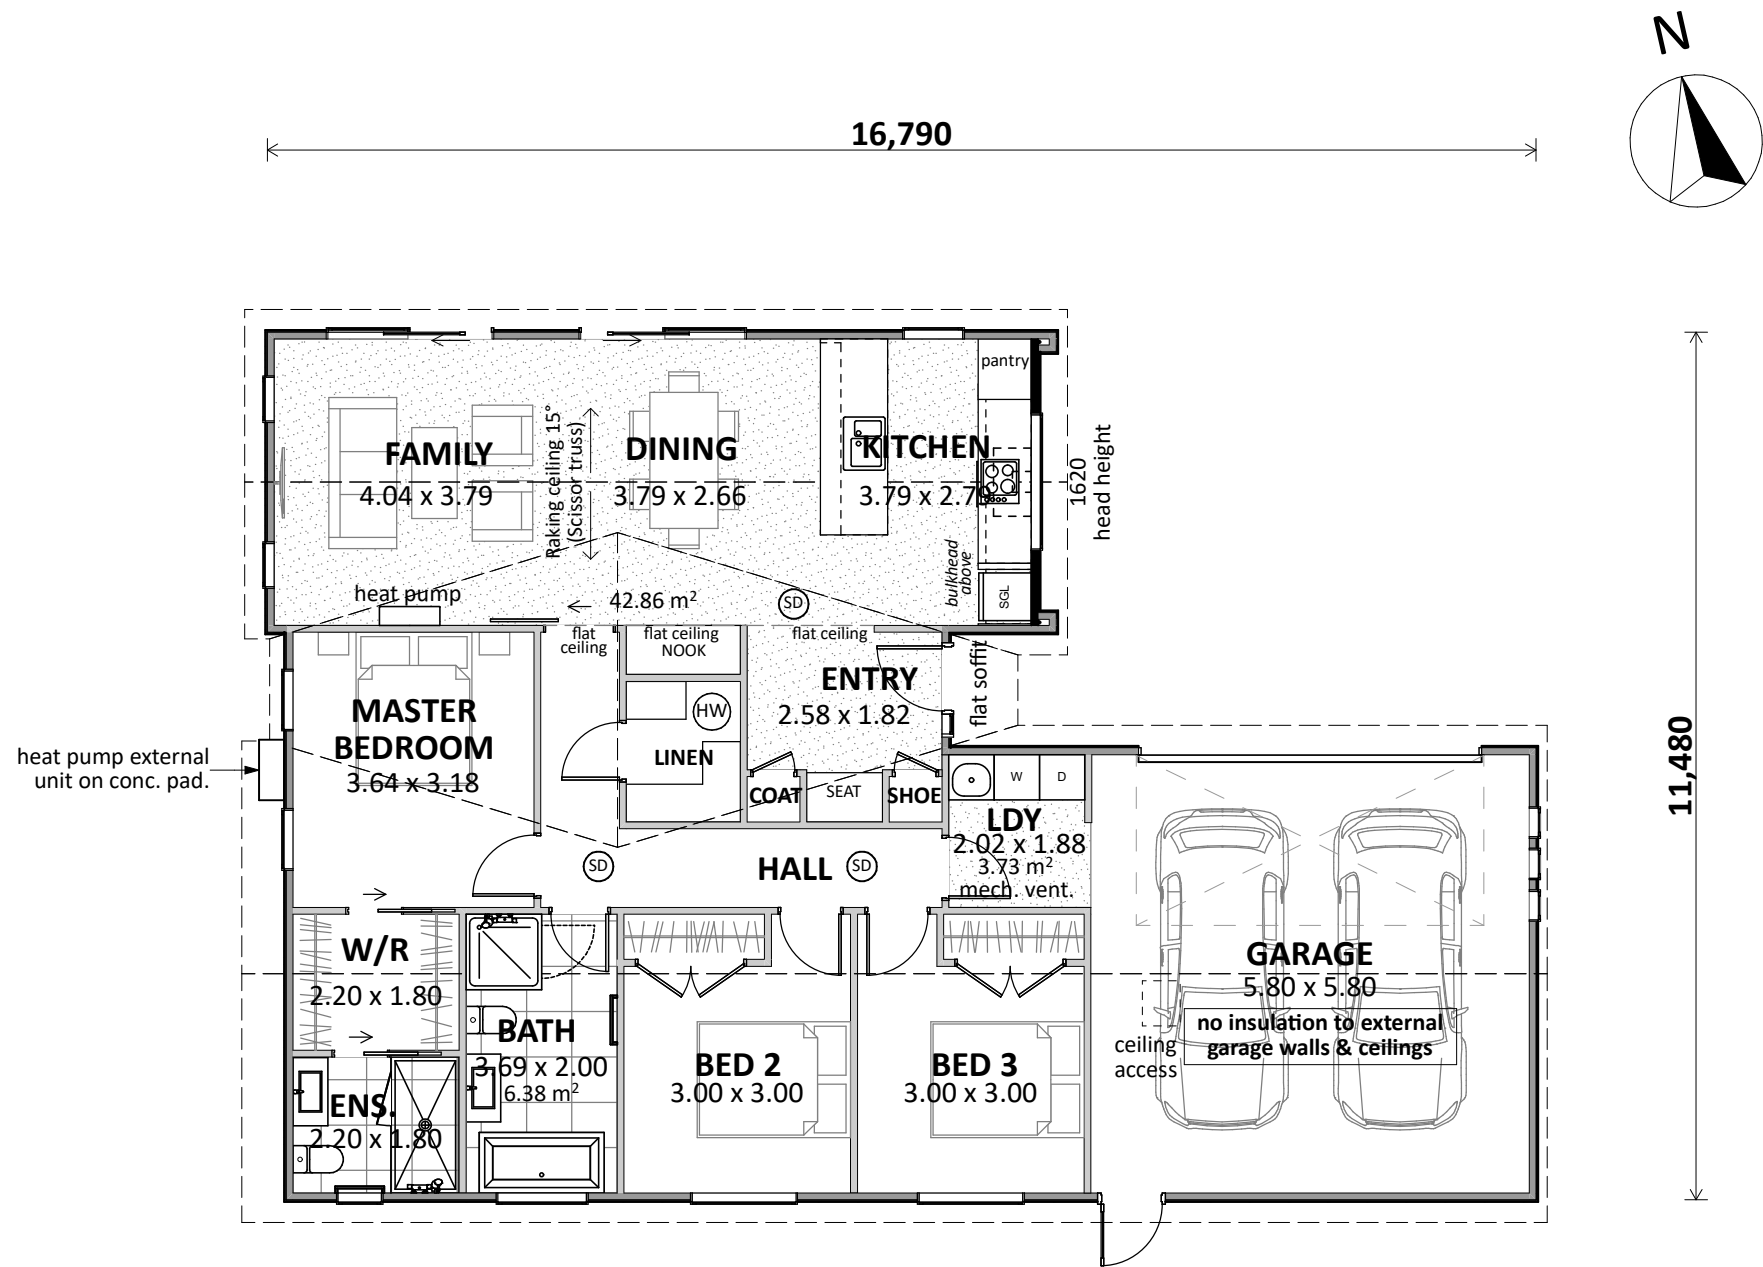 N
16,790
pantry
FAMILY
4.04 x 3.79
Raking ceiling 15°
(Scissor truss)
DINING
3.79 x 2.66
KITCHEN
3.79 x 2.79
1620
head height
11,480
bulkhead
above
SGL
heat pump
42.86 m²
SD
flat
ceiling
flat ceiling
NOOK
flat ceiling
flat soffit
ENTRY
2.58 x 1.82
MASTER
BEDROOM
3.64 x 3.18
HW
LINEN
heat pump external
unit on conc. pad.
COAT
SEAT
SHOE
W
D
LDY
2.02 x 1.88
3.73 m²
mech. vent.
SD
HALL
SD
W/R
2.20 x 1.80
GARAGE
5.80 x 5.80
no insulation to external
garage walls & ceilings
ceiling
access
BATH
3.69 x 2.00
6.38 m²
ENS.
2.20 x 1.80
BED 2
3.00 x 3.00
BED 3
3.00 x 3.00